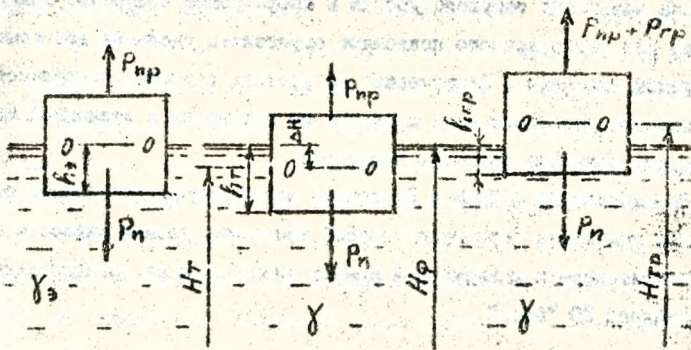 Pпр
Pпр
Pпр + Pгр
0 — 0
hэ
Pп
γэ
ΔH
0 — 0
hт
Pп
Hт
γ
Hф
0 — 0
hгр
Pп
Hгр
γ